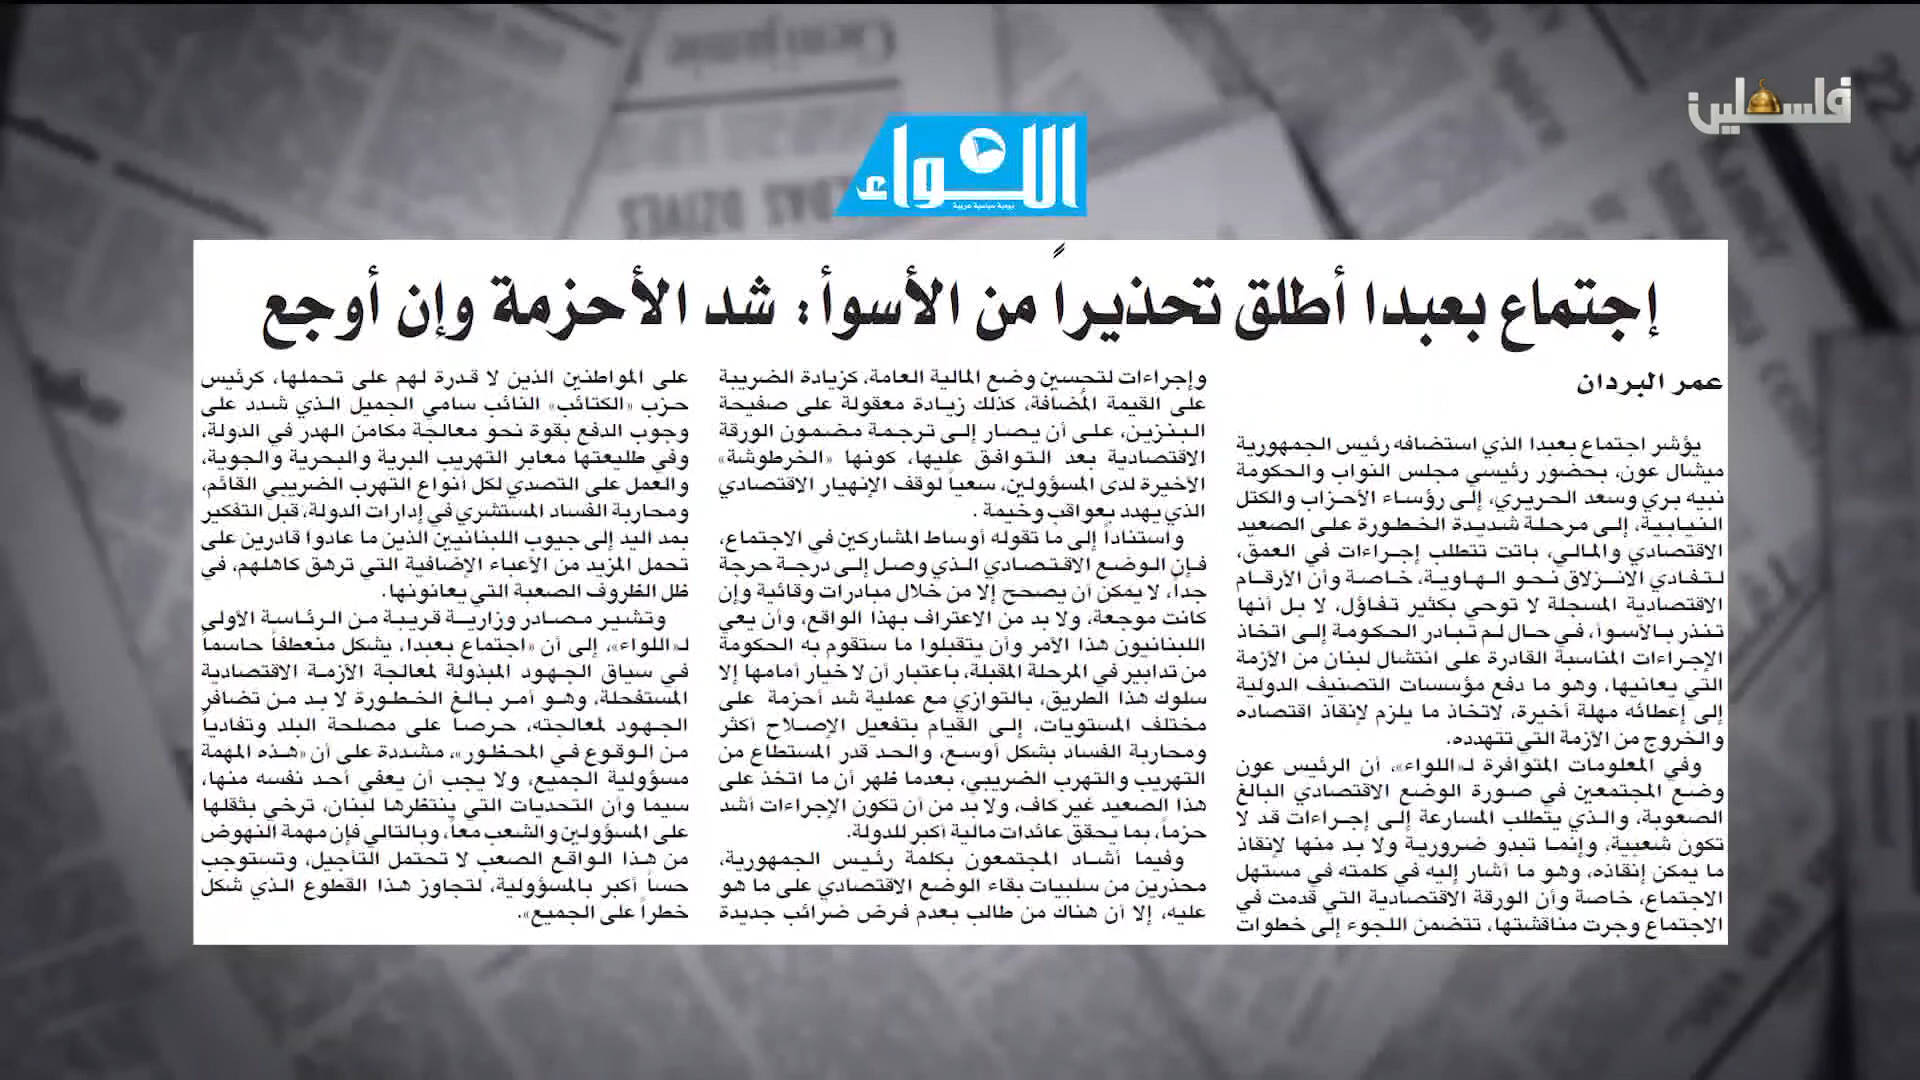 فلسطين
اللواء
يومية سياسية عربية
إجتماع بعبدا أطلق تحذيراً من الأسوأ: شد الأحزمة وإن أوجع
عمر البردان
يؤشر اجتماع بعبدا الذي استضافه رئيس الجمهورية
ميشال عون، بحضور رئيسي مجلس النواب والحكومة
نبيه بري وسعد الحريري، إلى رؤساء الأحزاب والكتل
النيابية، إلى مرحلة شديدة الخطورة على الصعيد
الاقتصادي والمالي، باتت تتطلب إجراءات في العمق،
لتفادي الانزلاق نحو الهاوية، خاصة وأن الأرقام
الاقتصادية المسجلة لا توحي بكثير تفاؤل، لا بل أنها
تنذر بالأسوأ، في حال لم تبادر الحكومة إلى اتخاذ
الإجراءات المناسبة القادرة على انتشال لبنان من الأزمة
التي يعانيها، وهو ما دفع مؤسسات التصنيف الدولية
إلى إعطائه مهلة أخيرة، لاتخاذ ما يلزم لإنقاذ اقتصاده
والخروج من الأزمة التي تتهدده.
وفي المعلومات المتوافرة لـ«اللواء»، أن الرئيس عون
وضع المجتمعين في صورة الوضع الاقتصادي البالغ
الصعوبة، والذي يتطلب المسارعة إلى إجراءات قد لا
تكون شعبية، وإنما تبدو ضرورية ولا بد منها لإنقاذ
ما يمكن إنقاذه، وهو ما أشار إليه في كلمته في مستهل
الاجتماع، خاصة وأن الورقة الاقتصادية التي قدمت في
الاجتماع وجرت مناقشتها، تتضمن اللجوء إلى خطوات
وإجراءات لتحسين وضع المالية العامة، كزيادة الضريبة
على القيمة المُضافة، كذلك زيادة معقولة على صفيحة
البنزين، على أن يصار إلى ترجمة مضمون الورقة
الاقتصادية بعد التوافق عليها، كونها «الخرطوشة»
الأخيرة لدى المسؤولين، سعياً لوقف الإنهيار الاقتصادي
الذي يهدد بعواقب وخيمة .
واستناداً إلى ما تقوله أوساط المشاركين في الاجتماع،
فإن الوضع الاقتصادي الذي وصل إلى درجة حرجة
جداً، لا يمكن أن يصحح إلا من خلال مبادرات وقائية وإن
كانت موجعة، ولا بد من الاعتراف بهذا الواقع، وأن يعي
اللبنانيون هذا الأمر وأن يتقبلوا ما ستقوم به الحكومة
من تدابير في المرحلة المقبلة، باعتبار أن لا خيار أمامها إلا
سلوك هذا الطريق، بالتوازي مع عملية شد أحزمة على
مختلف المستويات، إلى القيام بتفعيل الإصلاح أكثر
ومحاربة الفساد بشكل أوسع، والحد قدر المستطاع من
التهريب والتهرب الضريبي، بعدما ظهر أن ما اتخذ على
هذا الصعيد غير كاف، ولا بد من أن تكون الإجراءات أشد
حزماً، بما يحقق عائدات مالية أكبر للدولة.
وفيما أشاد المجتمعون بكلمة رئيس الجمهورية،
محذرين من سلبيات بقاء الوضع الاقتصادي على ما هو
عليه، إلا أن هناك من طالب بعدم فرض ضرائب جديدة
على المواطنين الذين لا قدرة لهم على تحملها، كرئيس
حزب «الكتائب» النائب سامي الجميل الذي شدد على
وجوب الدفع بقوة نحو معالجة مكامن الهدر في الدولة،
وفي طليعتها معابر التهريب البرية والبحرية والجوية،
والعمل على التصدي لكل أنواع التهرب الضريبي القائم،
ومحاربة الفساد المستشري في إدارات الدولة، قبل التفكير
بمد اليد إلى جيوب اللبنانيين الذين ما عادوا قادرين على
تحمل المزيد من الأعباء الإضافية التي ترهق كاهلهم، في
ظل الظروف الصعبة التي يعانونها.
وتشير مصادر وزارية قريبة من الرئاسة الأولى
لـ«اللواء»، إلى أن «اجتماع بعبدا، يشكل منعطفاً حاسماً
في سياق الجهود المبذولة لمعالجة الأزمة الاقتصادية
المستفحلة، وهو أمر بالغ الخطورة لا بد من تضافر
الجهود لمعالجته، حرصاً على مصلحة البلد وتفادياً
من الوقوع في المحظور»، مشددة على أن «هذه المهمة
مسؤولية الجميع، ولا يجب أن يعفي أحد نفسه منها،
سيما وأن التحديات التي ينتظرها لبنان، ترخي بثقلها
على المسؤولين والشعب معاً، وبالتالي فإن مهمة النهوض
من هذا الواقع الصعب لا تحتمل التأجيل، وتستوجب
حساً أكبر بالمسؤولية، لتجاوز هذا القطوع الذي شكل
خطراً على الجميع».